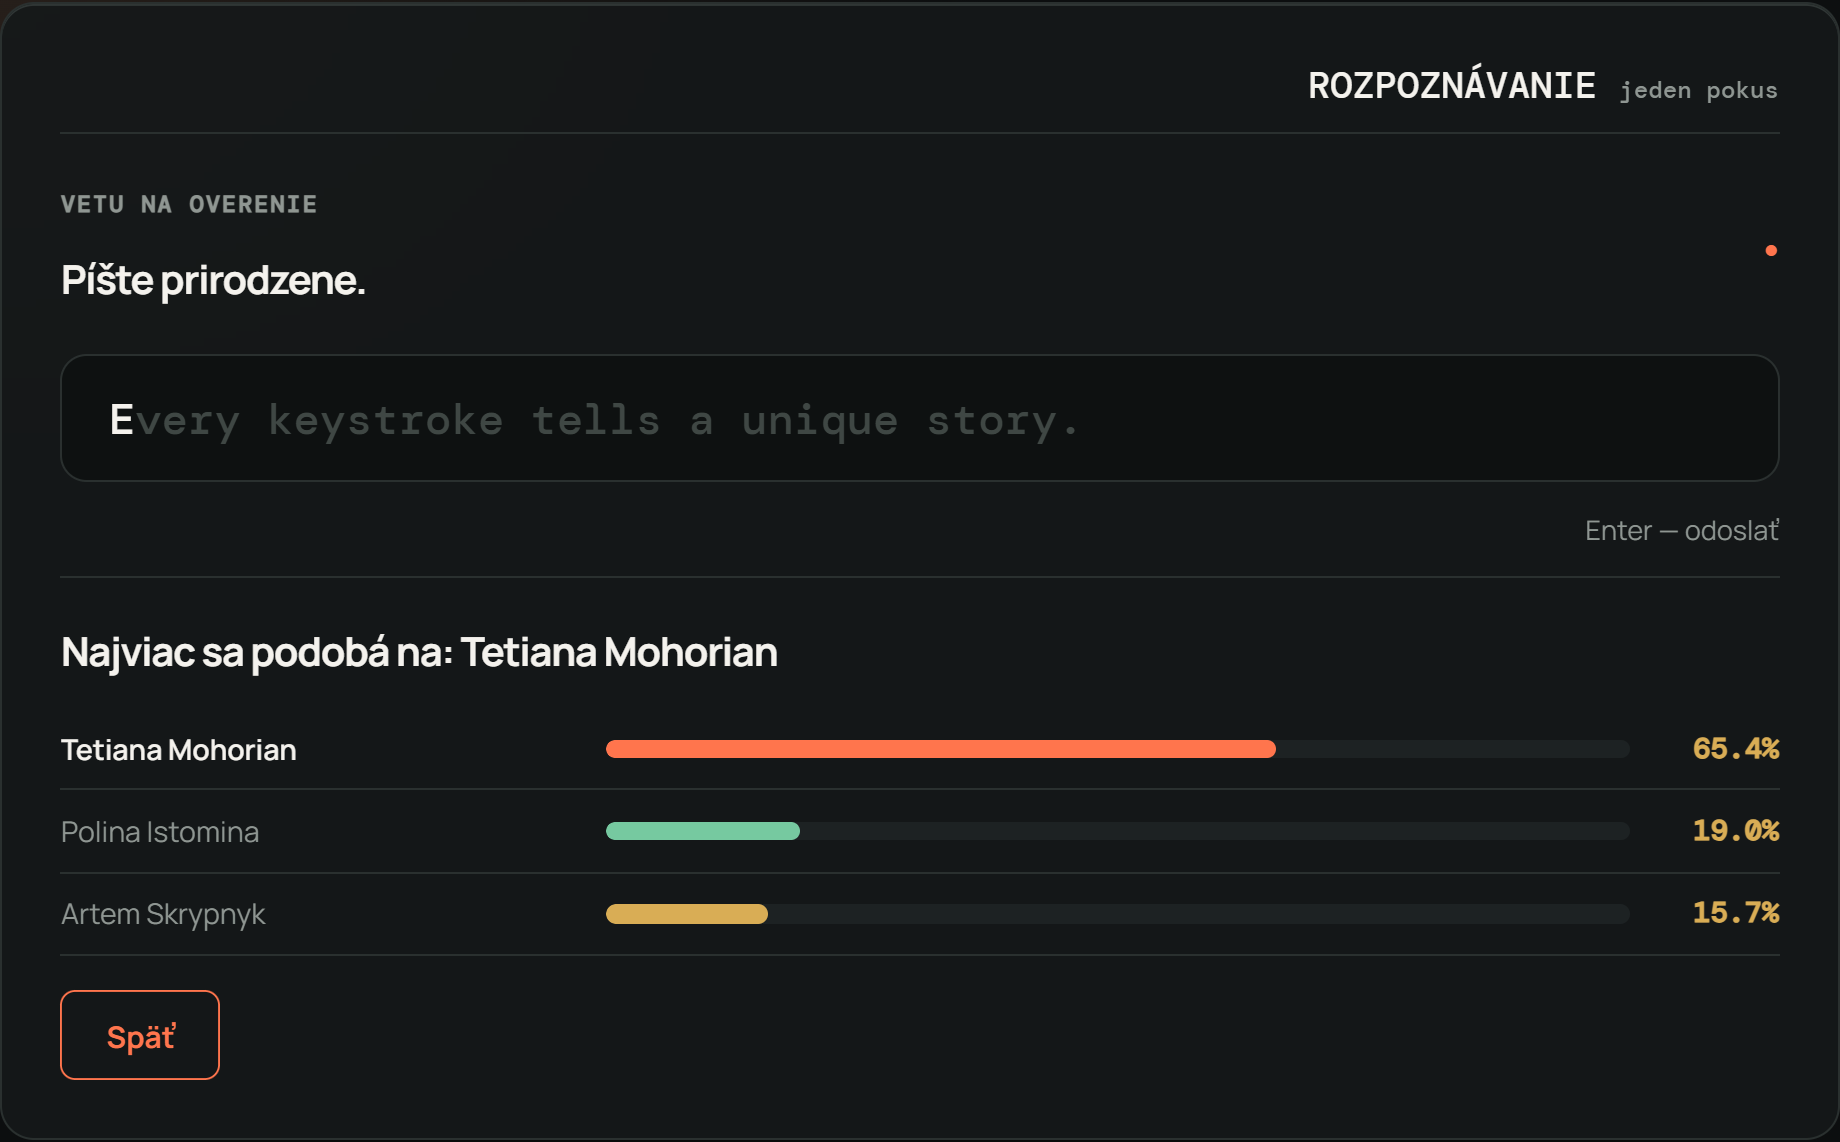 ROZPOZNÁVANIE jeden pokus
VETU NA OVERENIE
Píšte prirodzene.
Every keystroke tells a unique story.
Enter — odoslať
Najviac sa podobá na: Tetiana Mohorian
Tetiana Mohorian 65.4%
Polina Istomina 19.0%
Artem Skrypnyk 15.7%
Späť